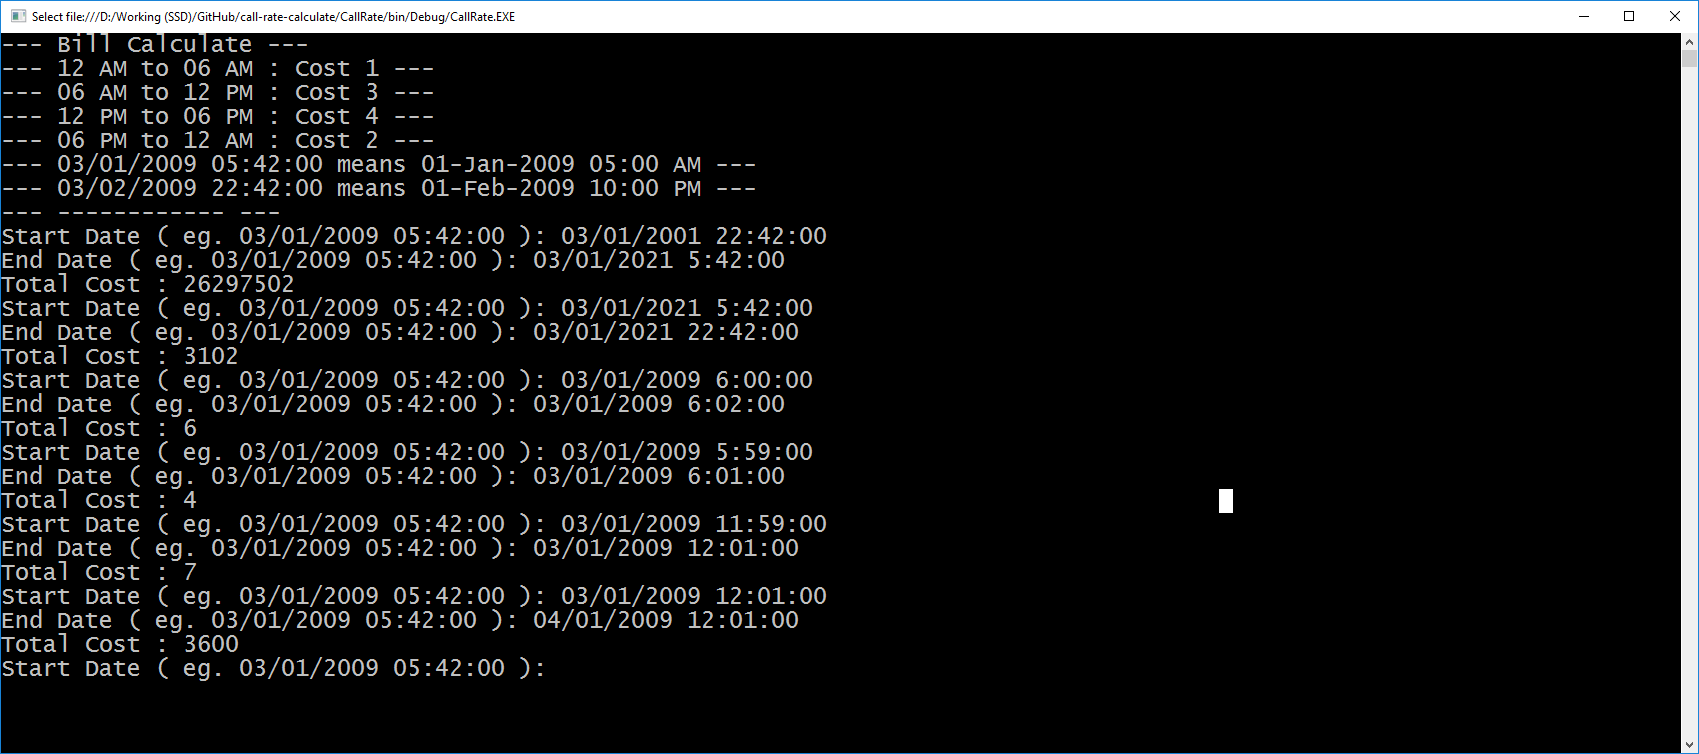 Select file:///D:/Working (SSD)/GitHub/call-rate-calculate/CallRate/bin/Debug/CallRate.EXE
--- Bill Calculate ---
--- 12 AM to 06 AM : Cost 1 ---
--- 06 AM to 12 PM : Cost 3 ---
--- 12 PM to 06 PM : Cost 4 ---
--- 06 PM to 12 AM : Cost 2 ---
--- 03/01/2009 05:42:00 means 01-Jan-2009 05:00 AM ---
--- 03/02/2009 22:42:00 means 01-Feb-2009 10:00 PM ---
--- ------------ ---
Start Date ( eg. 03/01/2009 05:42:00 ): 03/01/2001 22:42:00
End Date ( eg. 03/01/2009 05:42:00 ): 03/01/2021 5:42:00
Total Cost : 26297502
Start Date ( eg. 03/01/2009 05:42:00 ): 03/01/2021 5:42:00
End Date ( eg. 03/01/2009 05:42:00 ): 03/01/2021 22:42:00
Total Cost : 3102
Start Date ( eg. 03/01/2009 05:42:00 ): 03/01/2009 6:00:00
End Date ( eg. 03/01/2009 05:42:00 ): 03/01/2009 6:02:00
Total Cost : 6
Start Date ( eg. 03/01/2009 05:42:00 ): 03/01/2009 5:59:00
End Date ( eg. 03/01/2009 05:42:00 ): 03/01/2009 6:01:00
Total Cost : 4
Start Date ( eg. 03/01/2009 05:42:00 ): 03/01/2009 11:59:00
End Date ( eg. 03/01/2009 05:42:00 ): 03/01/2009 12:01:00
Total Cost : 7
Start Date ( eg. 03/01/2009 05:42:00 ): 03/01/2009 12:01:00
End Date ( eg. 03/01/2009 05:42:00 ): 04/01/2009 12:01:00
Total Cost : 3600
Start Date ( eg. 03/01/2009 05:42:00 ):